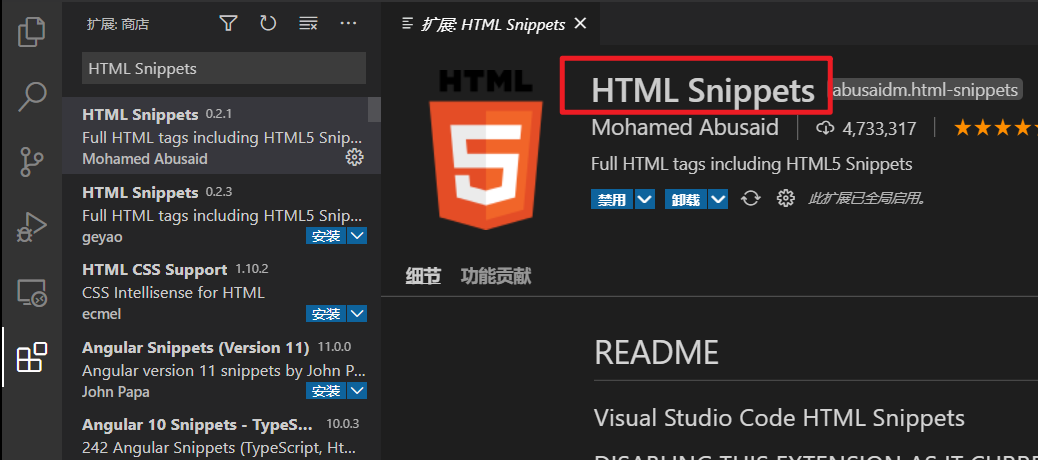 扩展: 商店
HTML Snippets
HTML Snippets 0.2.1
Full HTML tags including HTML5 Snip...
Mohamed Abusaid
HTML Snippets 0.2.3
Full HTML tags including HTML5 Snip...
geyao 安装
HTML CSS Support 1.10.2
CSS Intellisense for HTML
ecmel 安装
Angular Snippets (Version 11) 11.0.0
Angular version 11 snippets by John P...
John Papa 安装
Angular 10 Snippets - TypeS... 10.0.3
242 Angular Snippets (TypeScript, Ht...
扩展: HTML Snippets
HTML
5
HTML Snippets abusaidm.html-snippets
Mohamed Abusaid 4,733,317
Full HTML tags including HTML5 Snippets
禁用 卸载 此扩展已全局启用。
细节 功能贡献
README
Visual Studio Code HTML Snippets
DISABLING THIS EXTENSION AS IT CURRE